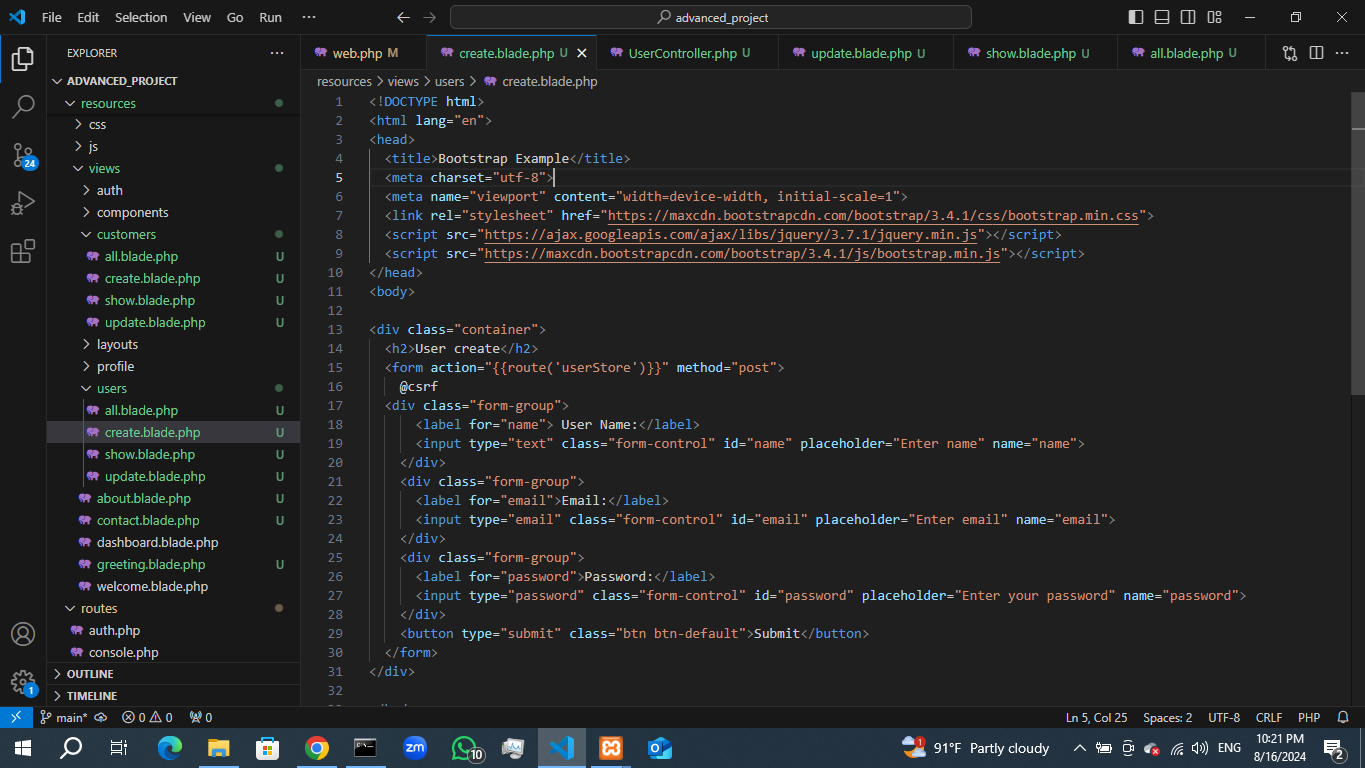 File Edit Selection View Go Run ··· advanced_project
EXPLORER ···
ADVANCED_PROJECT
resources
css
js
views
auth
components
customers
all.blade.php U
create.blade.php U
show.blade.php U
update.blade.php U
layouts
profile
users
all.blade.php U
create.blade.php U
show.blade.php U
update.blade.php U
about.blade.php U
contact.blade.php U
dashboard.blade.php
greeting.blade.php U
welcome.blade.php
routes
auth.php
console.php
OUTLINE
TIMELINE
24
1
web.php M create.blade.php U UserController.php U update.blade.php U show.blade.php U all.blade.php U ···
resources > views > users > create.blade.php
1 <!DOCTYPE html>
2 <html lang="en">
3 <head>
4 <title>Bootstrap Example</title>
5 <meta charset="utf-8">
6 <meta name="viewport" content="width=device-width, initial-scale=1">
7 <link rel="stylesheet" href="https://maxcdn.bootstrapcdn.com/bootstrap/3.4.1/css/bootstrap.min.css">
8 <script src="https://ajax.googleapis.com/ajax/libs/jquery/3.7.1/jquery.min.js"></script>
9 <script src="https://maxcdn.bootstrapcdn.com/bootstrap/3.4.1/js/bootstrap.min.js"></script>
10 </head>
11 <body>
12
13 <div class="container">
14 <h2>User create</h2>
15 <form action="{{route('userStore')}}" method="post">
16 @csrf
17 <div class="form-group">
18 <label for="name"> User Name:</label>
19 <input type="text" class="form-control" id="name" placeholder="Enter name" name="name">
20 </div>
21 <div class="form-group">
22 <label for="email">Email:</label>
23 <input type="email" class="form-control" id="email" placeholder="Enter email" name="email">
24 </div>
25 <div class="form-group">
26 <label for="password">Password:</label>
27 <input type="password" class="form-control" id="password" placeholder="Enter your password" name="password">
28 </div>
29 <button type="submit" class="btn btn-default">Submit</button>
30 </form>
31 </div>
32
main* 0 0 0 Ln 5, Col 25 Spaces: 2 UTF-8 CRLF PHP
zm 10 1 91°F Partly cloudy ENG 10:21 PM
8/16/2024 2